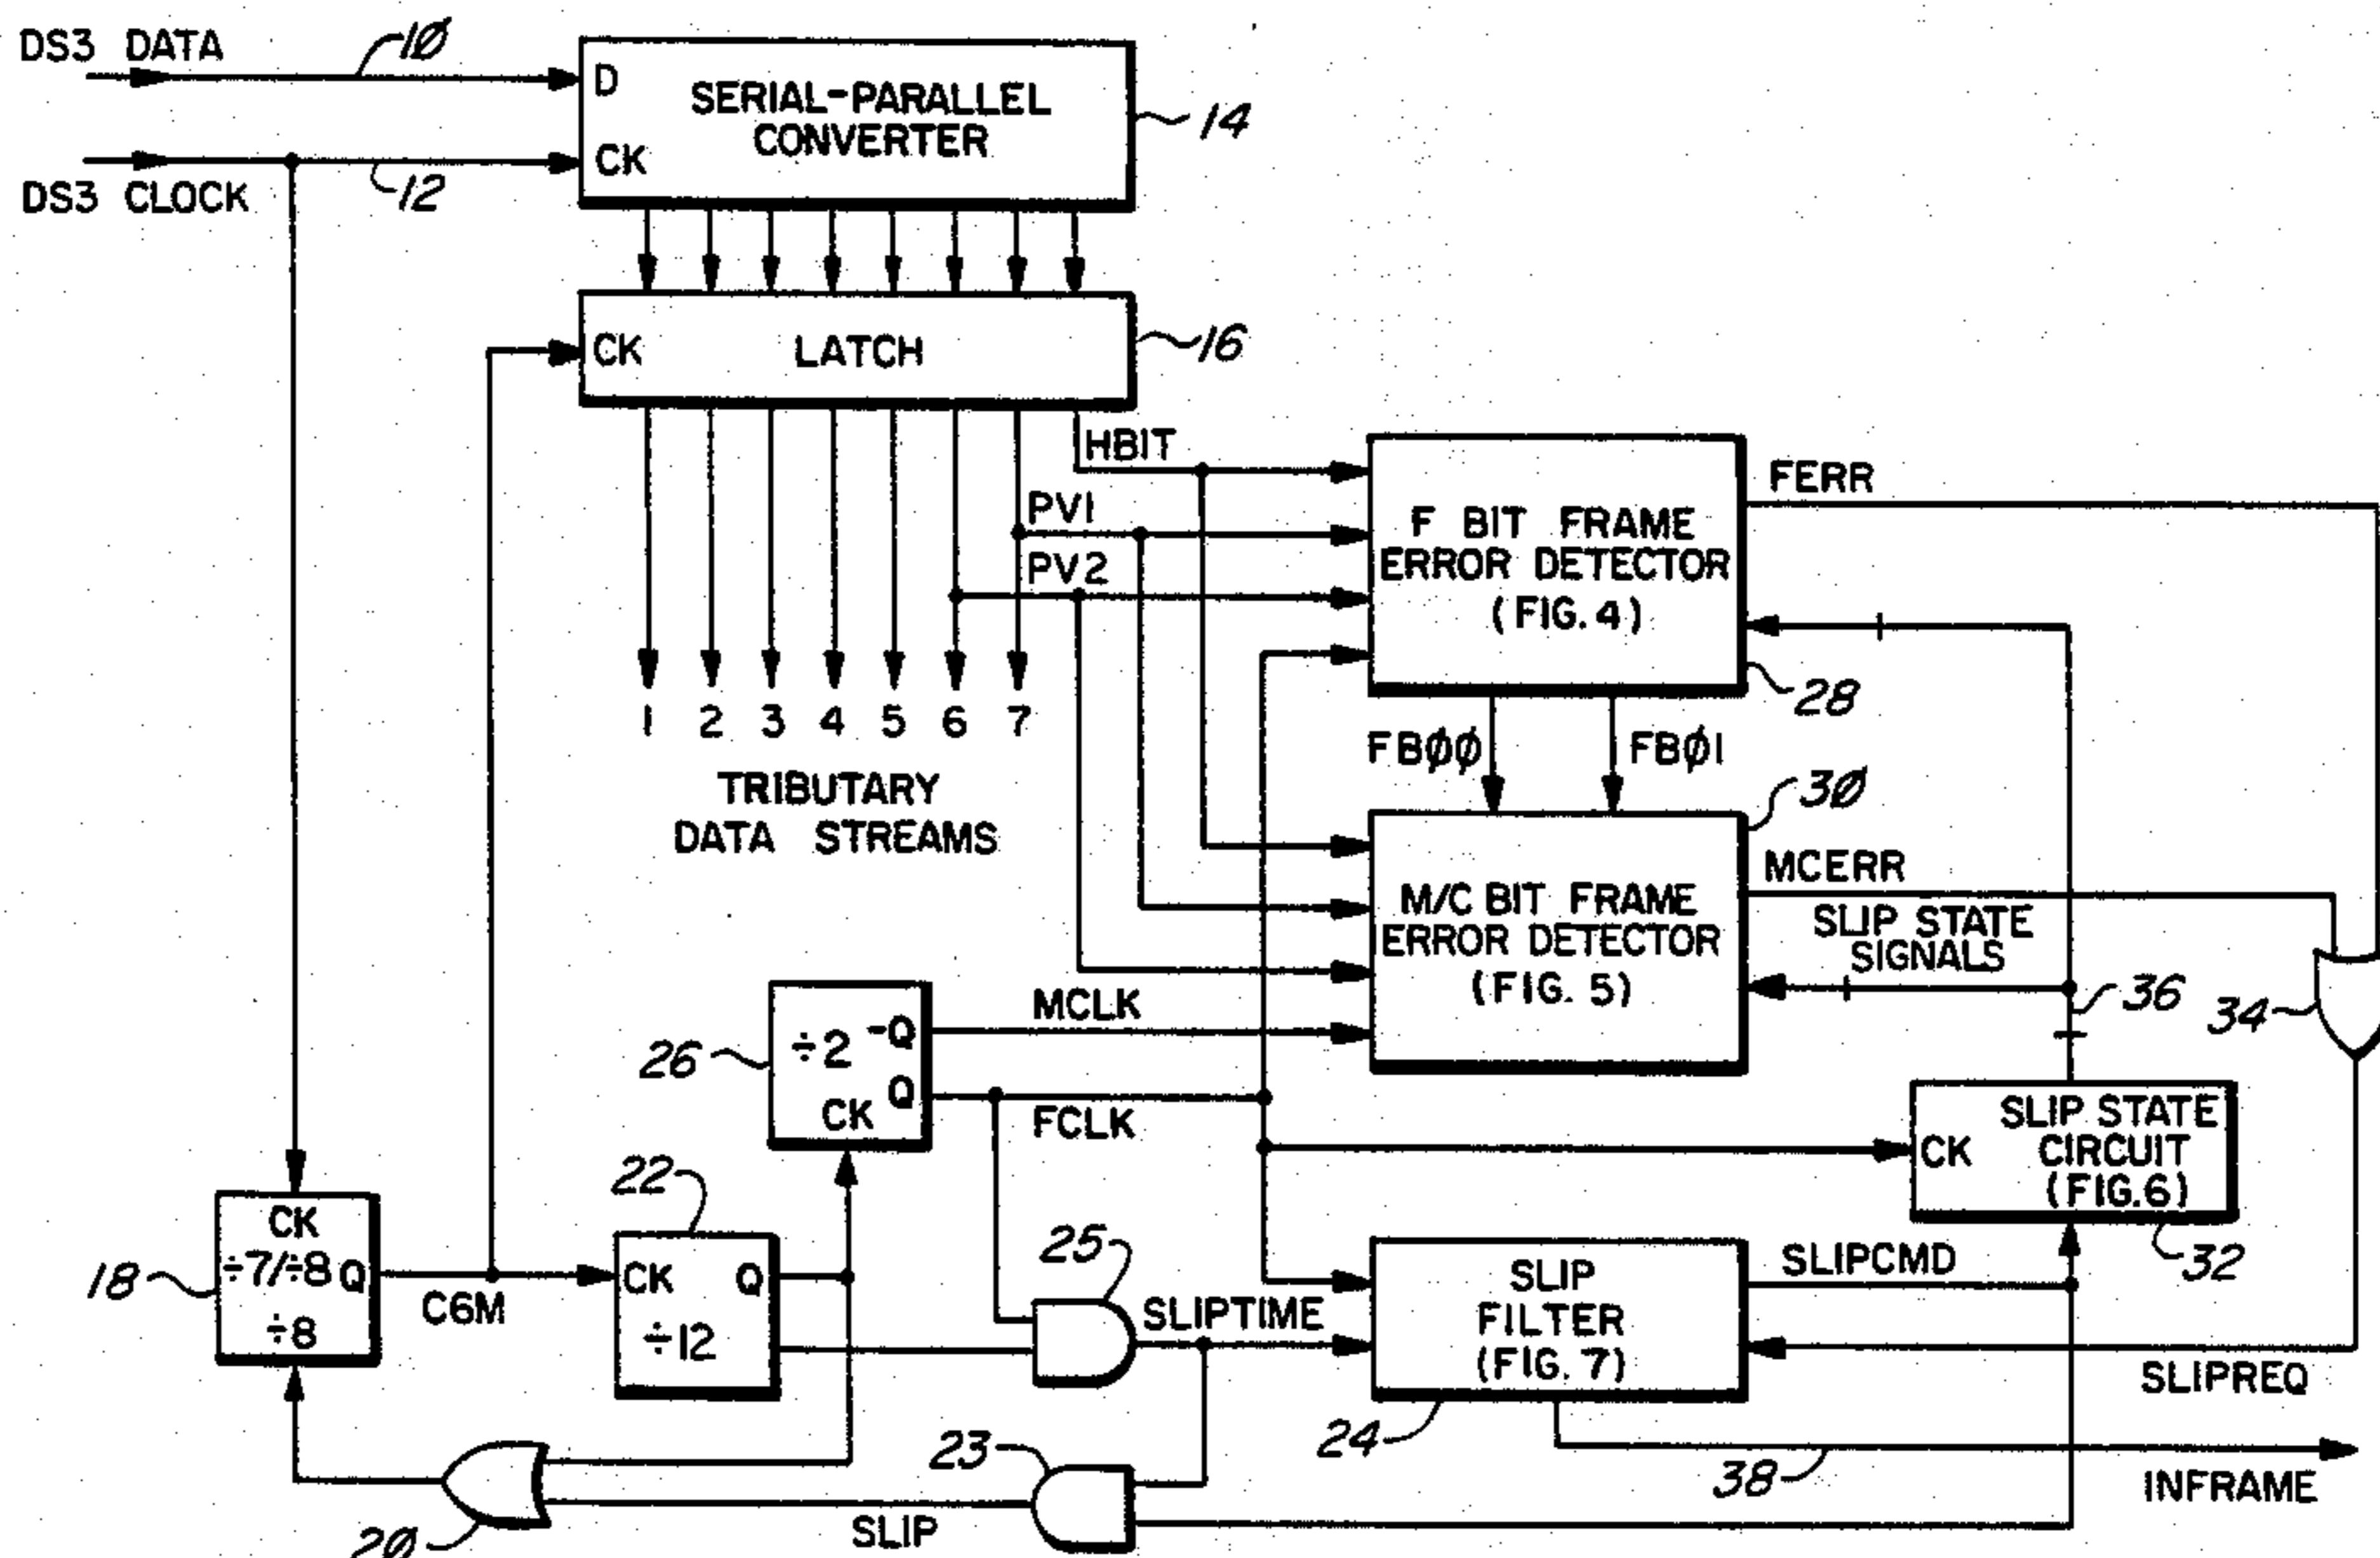 DS3 DATA
10
D
SERIAL-PARALLEL
CONVERTER
14
CK
12
DS3 CLOCK
CK
LATCH
16
HBIT
PV1
PV2
F BIT FRAME
ERROR DETECTOR
(FIG. 4)
FERR
28
1 2 3 4 5 6 7
TRIBUTARY
DATA STREAMS
FBØØ
FBØ1
3Ø
M/C BIT FRAME
ERROR DETECTOR
(FIG. 5)
MCERR
SLIP STATE
SIGNALS
36
34
26
÷2
-Q
Q
CK
MCLK
FCLK
SLIP STATE
CIRCUIT
(FIG.6)
CK
32
18
CK
÷7/÷8
Q
÷8
C6M
22
CK
Q
÷12
25
SLIPTIME
SLIP
FILTER
(FIG. 7)
24
SLIPCMD
SLIPREQ
23
SLIP
2Ø
38
INFRAME